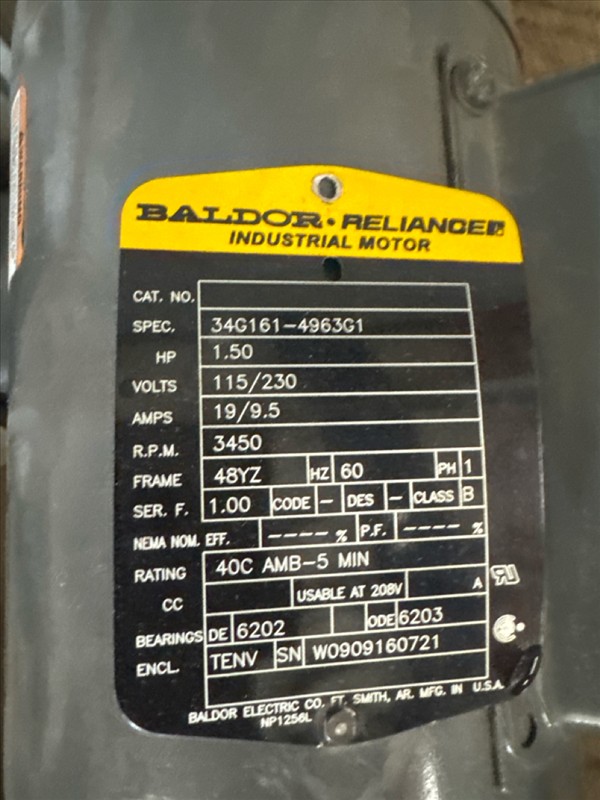 BALDOR • RELIANCER
INDUSTRIAL MOTOR
CAT. NO.
SPEC. 34G161-4963G1
HP 1.50
VOLTS 115/230
AMPS 19/9.5
R.P.M. 3450
FRAME 48YZ HZ 60 PH 1
SER. F. 1.00 CODE - DES - CLASS B
NEMA NOM. EFF. ---- % P.F. ---- %
RATING 40C AMB-5 MIN
CC USABLE AT 208V A
BEARINGS DE 6202 ODE 6203
ENCL. TENV SN W0909160721
BALDOR ELECTRIC CO. FT. SMITH, AR. MFG. IN U.S.A.
NP1256L